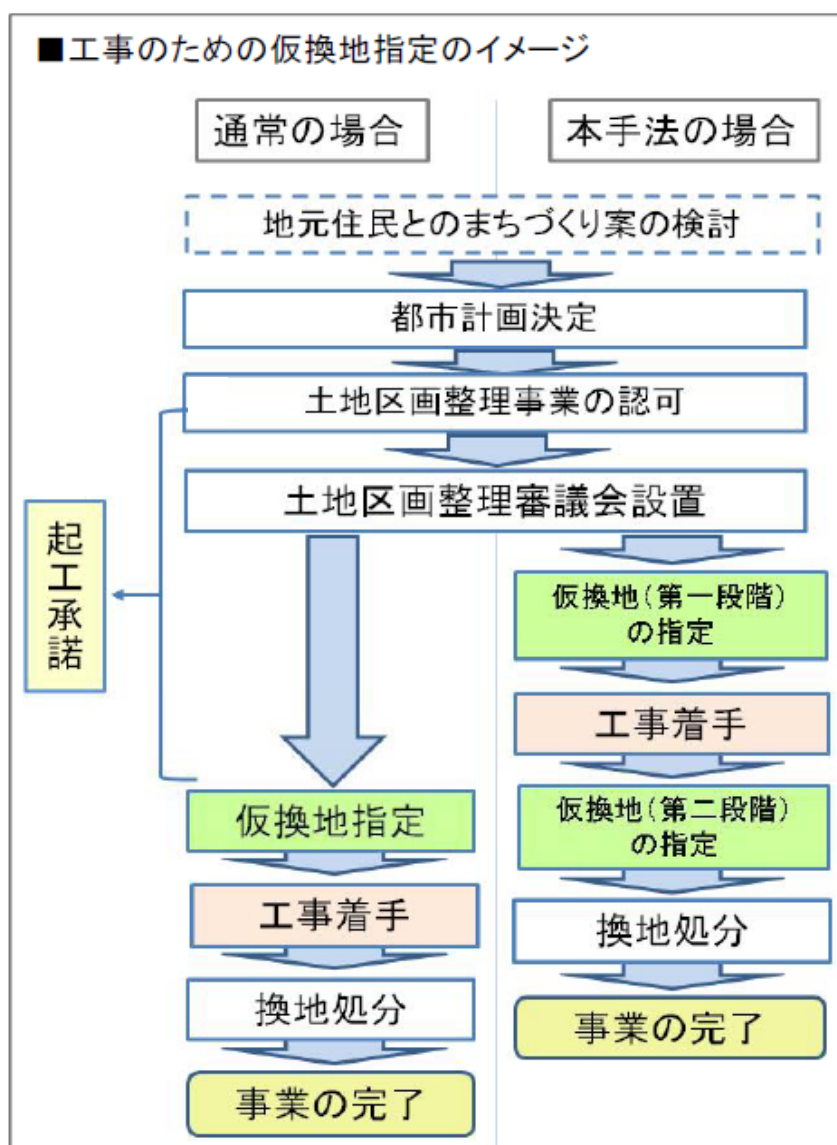 ■工事のための仮換地指定のイメージ
通常の場合
本手法の場合
地元住民とのまちづくり案の検討
都市計画決定
土地区画整理事業の認可
土地区画整理審議会設置
起工承諾
仮換地指定
工事着手
換地処分
事業の完了
仮換地(第一段階)
の指定
工事着手
仮換地(第二段階)
の指定
換地処分
事業の完了